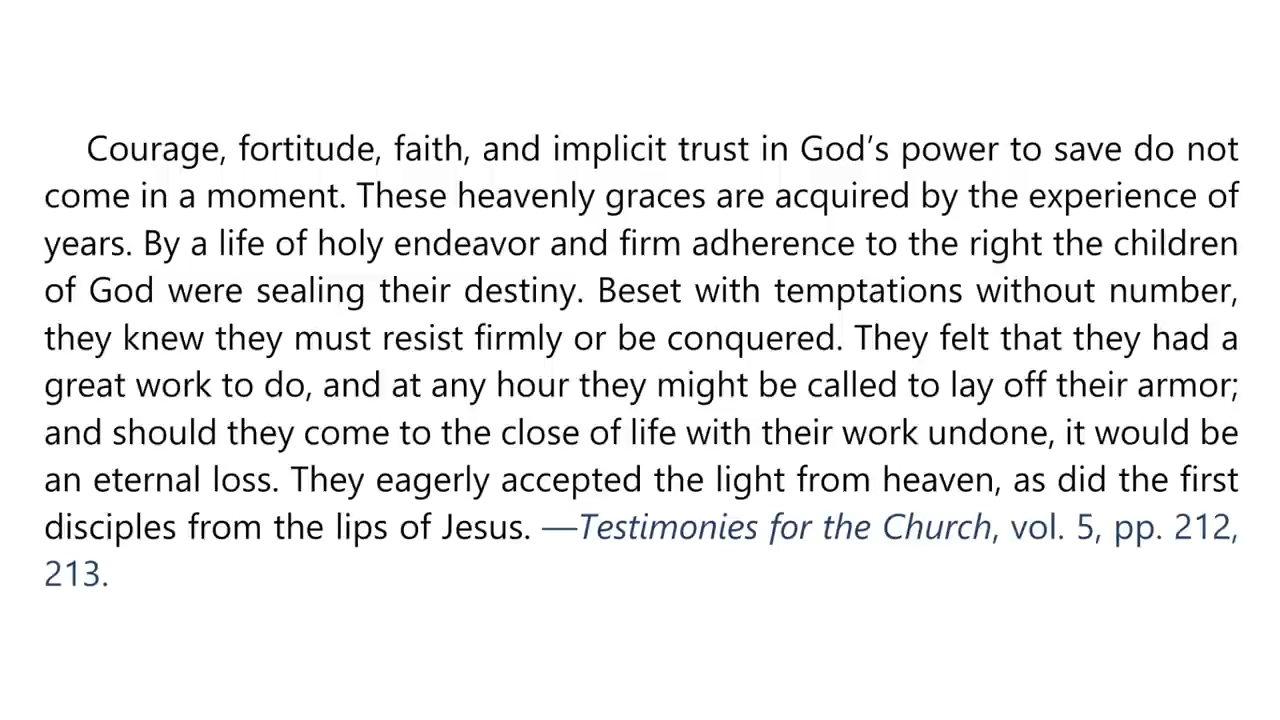 Courage, fortitude, faith, and implicit trust in God’s power to save do not
come in a moment. These heavenly graces are acquired by the experience of
years. By a life of holy endeavor and firm adherence to the right the children
of God were sealing their destiny. Beset with temptations without number,
they knew they must resist firmly or be conquered. They felt that they had a
great work to do, and at any hour they might be called to lay off their armor;
and should they come to the close of life with their work undone, it would be
an eternal loss. They eagerly accepted the light from heaven, as did the first
disciples from the lips of Jesus. —Testimonies for the Church, vol. 5, pp. 212,
213.